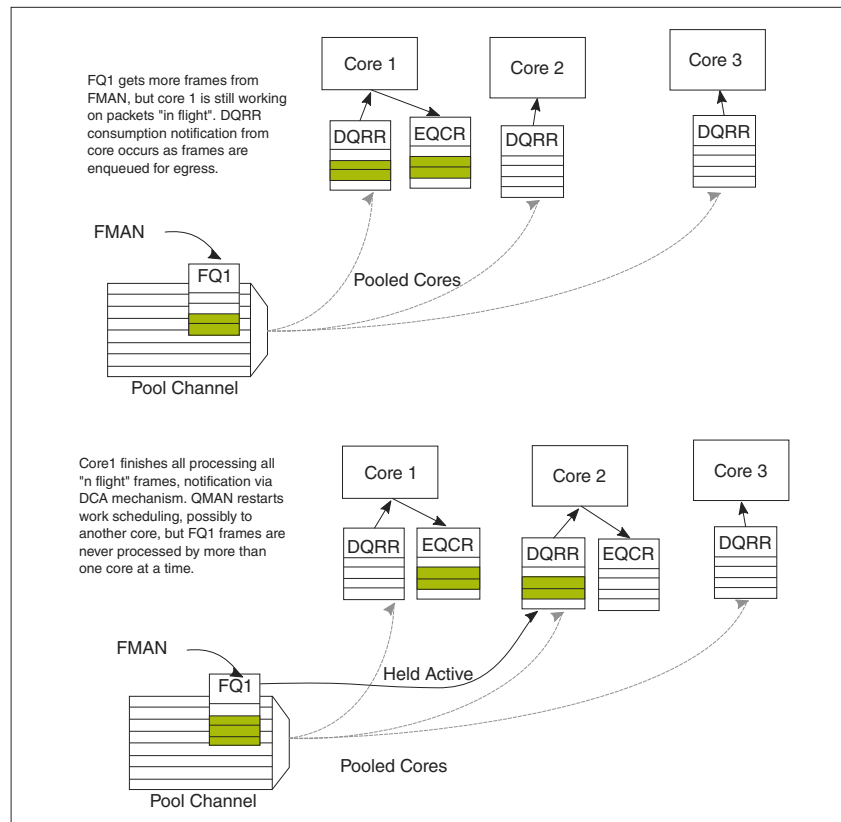 FQ1 gets more frames from
FMAN, but core 1 is still working
on packets "in flight". DQRR
consumption notification from
core occurs as frames are
enqueued for egress.
Core 1
Core 2
Core 3
DQRR
EQCR
DQRR
DQRR
FMAN
FQ1
Pooled Cores
Pool Channel
Core1 finishes all processing all
"n flight" frames, notification via
DCA mechanism. QMAN restarts
work scheduling, possibly to
another core, but FQ1 frames are
never processed by more than
one core at a time.
Core 1
Core 2
Core 3
DQRR
EQCR
DQRR
EQCR
DQRR
FMAN
FQ1
Held Active
Pooled Cores
Pool Channel